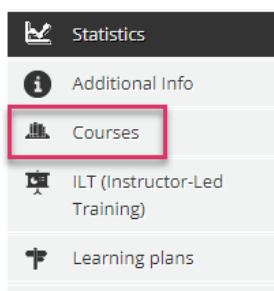 Statistics
Additional Info
Courses
ILT (Instructor-Led
Training)
Learning plans